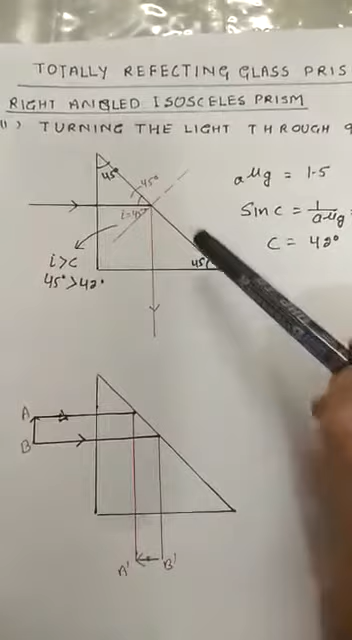 TOTALLY REFECTING GLASS PRIS
RIGHT ANGLED ISOSCELES PRISM
TURNING THE LIGHT THROUGH 9
45°
45°
aμg = 1.5
sin c = 1/aμg =
c = 42°
i>c
45° > 42°
45
A
B
A' B'